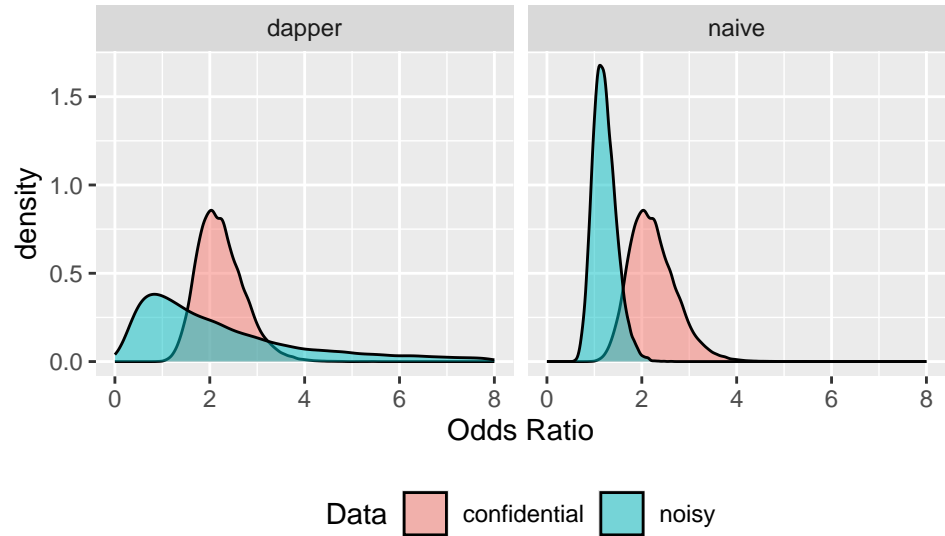 dapper naive
density
1.5
1.0
0.5
0.0
0 2 4 6 8 0 2 4 6 8
Odds Ratio
Data confidential noisy